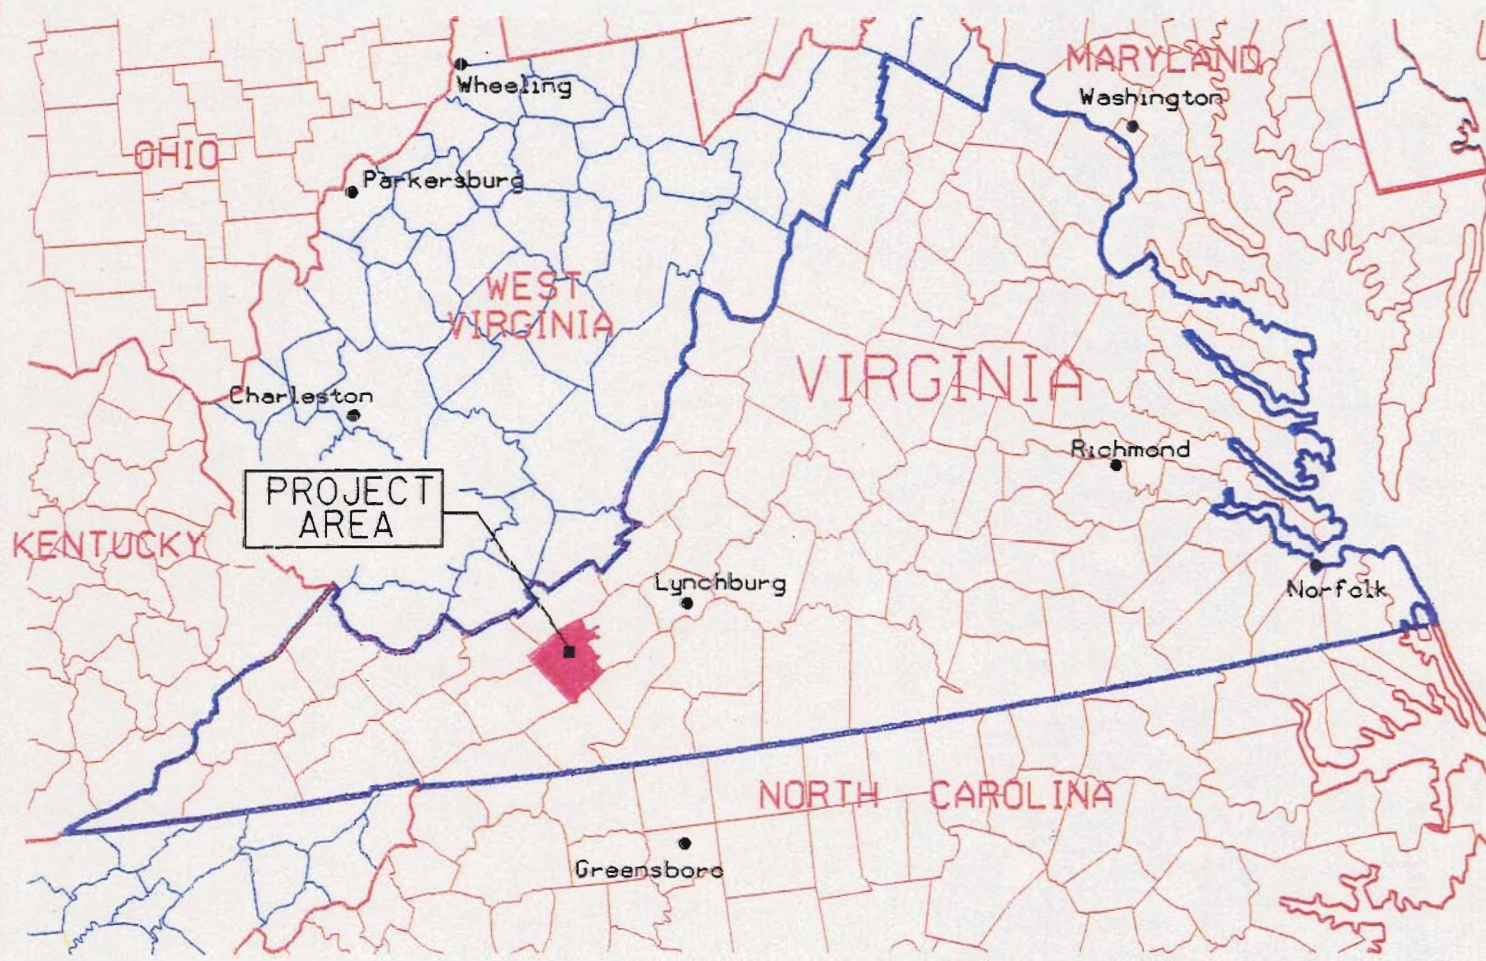 MARYLAND
Wheeling
Washington
OHIO
Parkersburg
WEST
VIRGINIA
VIRGINIA
Charleston
Richmond
PROJECT
AREA
KENTUCKY
Lynchburg
Norfolk
NORTH CAROLINA
Greensboro